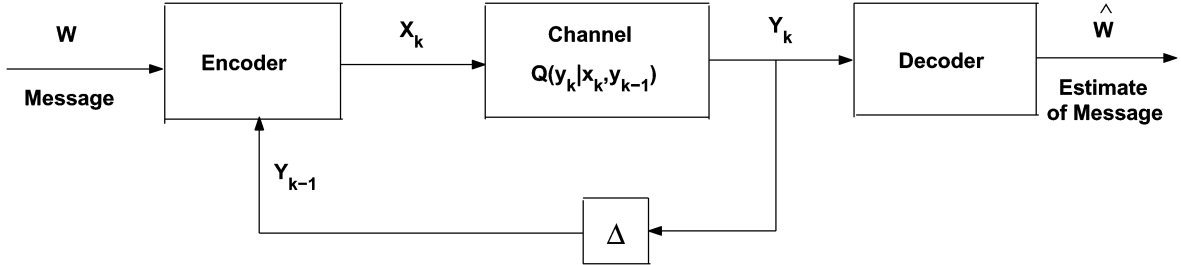 W
Message
Encoder
X_k
Channel
Q(y_k|x_k,y_{k−1})
Y_k
Decoder
Ŵ
Estimate
of Message
Y_{k−1}
Δ